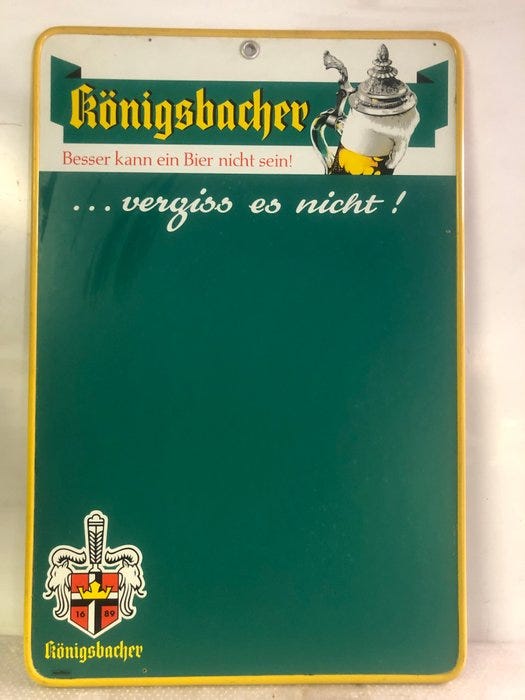 Königsbacher
Besser kann ein Bier nicht sein!
... vergiss es nicht !
16 89
Königsbacher